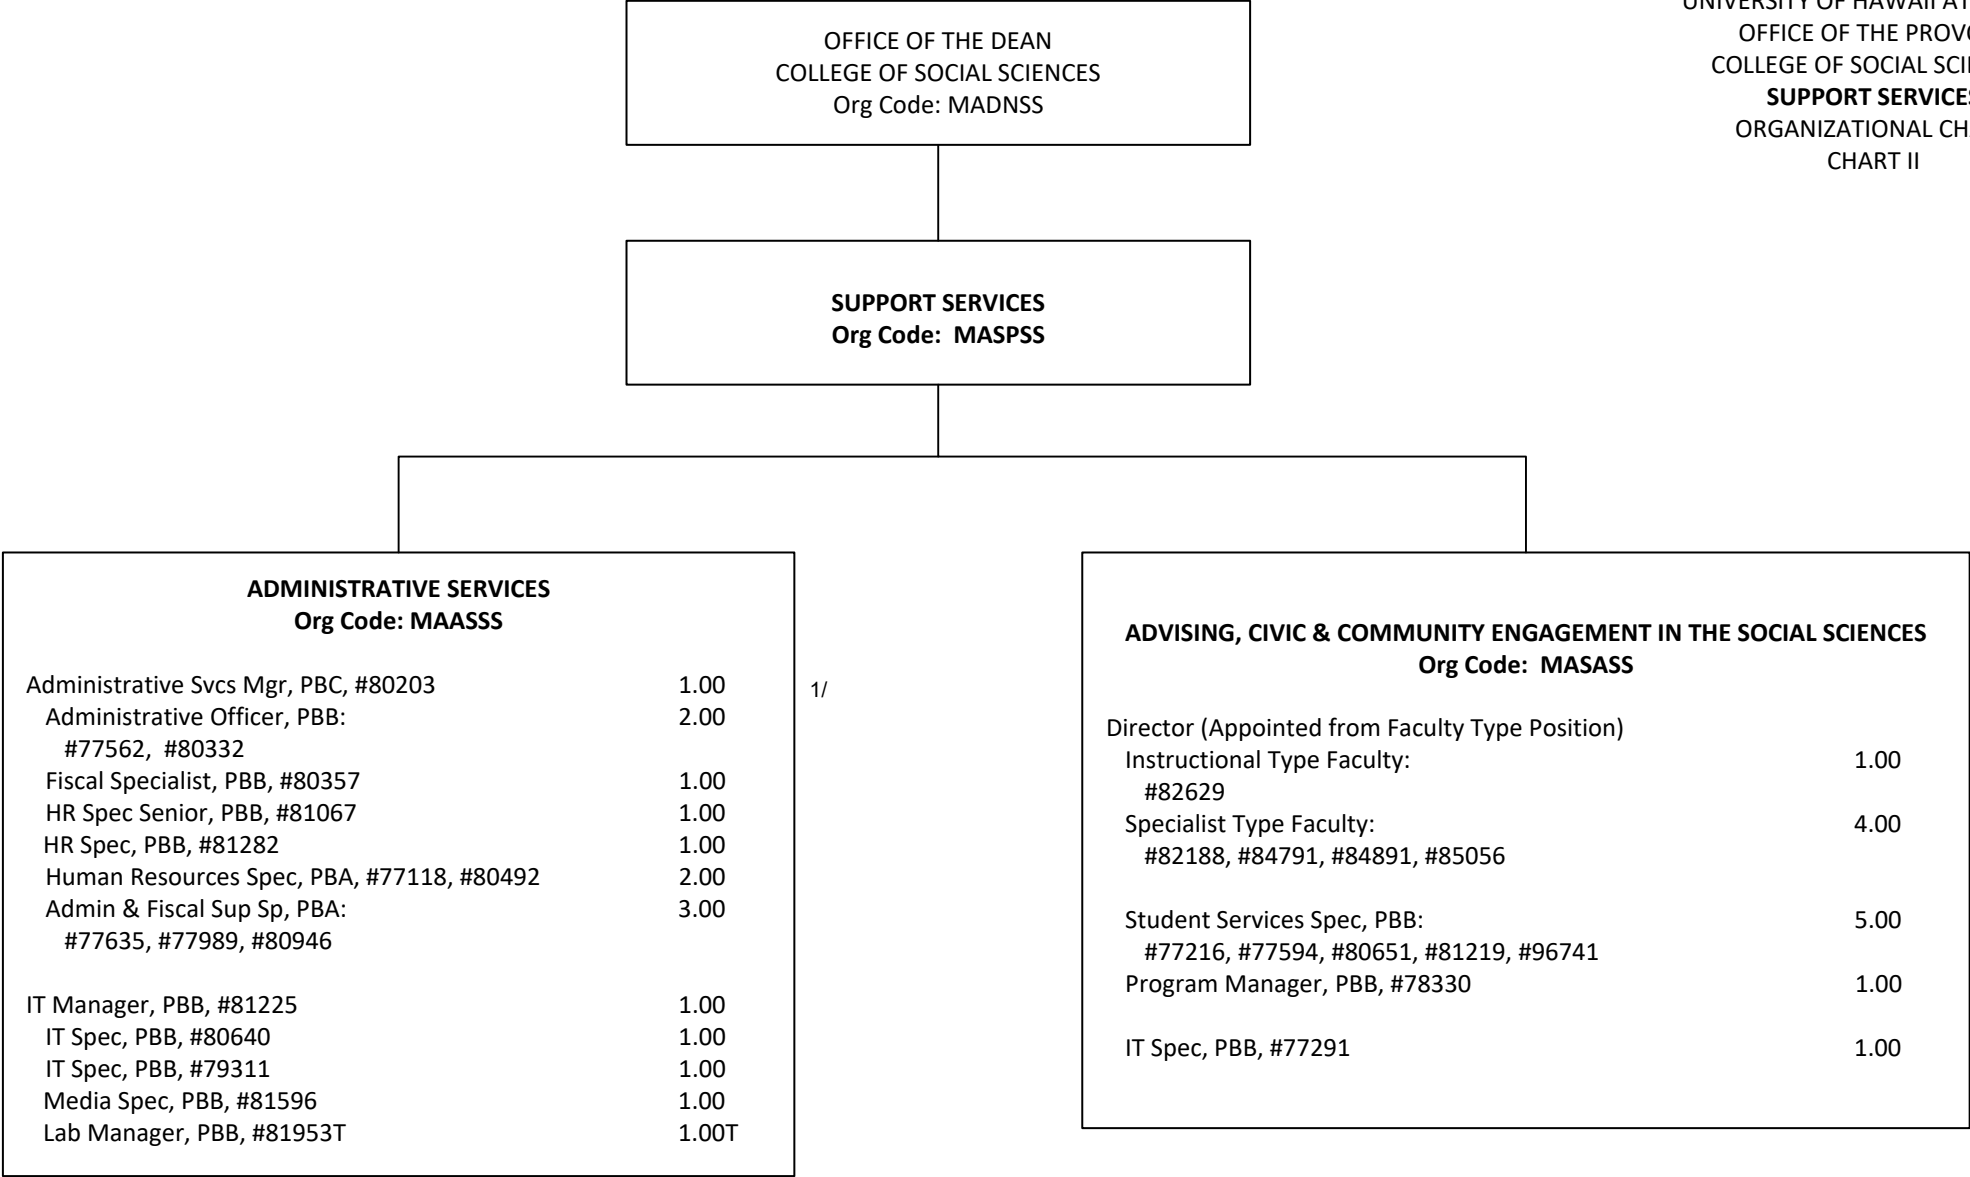 OFFICE OF THE DEAN
COLLEGE OF SOCIAL SCIENCES
Org Code: MADNSS
UNIVERSITY OF HAWAII AT
OFFICE OF THE
COLLEGE OF SOCIAL
SUPPORT
ORGANIZATIONAL
CHART II
SUPPORT SERVICES
Org Code: MASPSS
ADMINISTRATIVE SERVICES
Org Code: MAASSS
Administrative Svcs Mgr, PBC, #80203 1.00 1/
Administrative Officer, PBB: 2.00
#77562, #80332
Fiscal Specialist, PBB, #80357 1.00
HR Spec Senior, PBB, #81067 1.00
HR Spec, PBB, #81282 1.00
Human Resources Spec, PBA, #77118, #80492 2.00
Admin & Fiscal Sup Sp, PBA: 3.00
#77635, #77989, #80946
IT Manager, PBB, #81225 1.00
IT Spec, PBB, #80640 1.00
IT Spec, PBB, #79311 1.00
Media Spec, PBB, #81596 1.00
Lab Manager, PBB, #81953T 1.00T
ADVISING, CIVIC & COMMUNITY ENGAGEMENT IN THE SOCIAL SCIENCES
Org Code: MASASS
Director (Appointed from Faculty Type Position)
Instructional Type Faculty: 1.00
#82629
Specialist Type Faculty: 4.00
#82188, #84791, #84891, #85056
Student Services Spec, PBB: 5.00
#77216, #77594, #80651, #81219, #96741
Program Manager, PBB, #78330 1.00
IT Spec, PBB, #77291 1.00